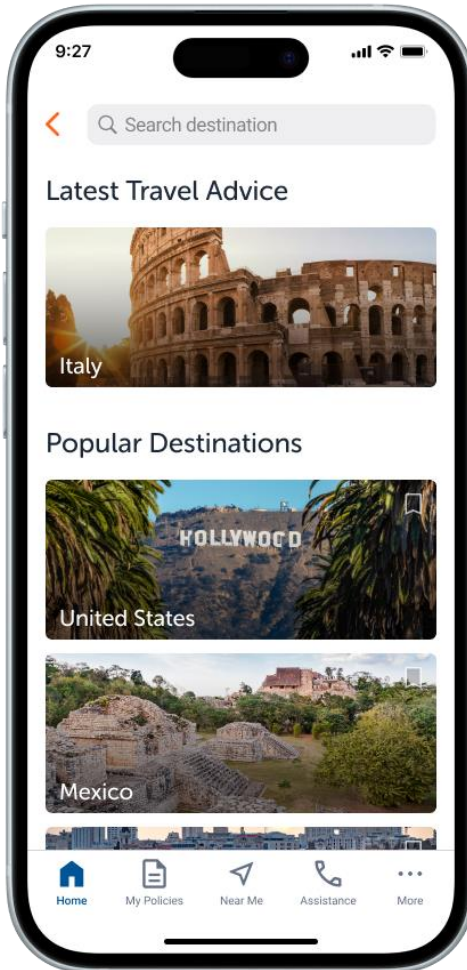 9:27
Search destination
Latest Travel Advice
Italy
Popular Destinations
HOLLYWOOD
United States
Mexico
Home My Policies Near Me Assistance More